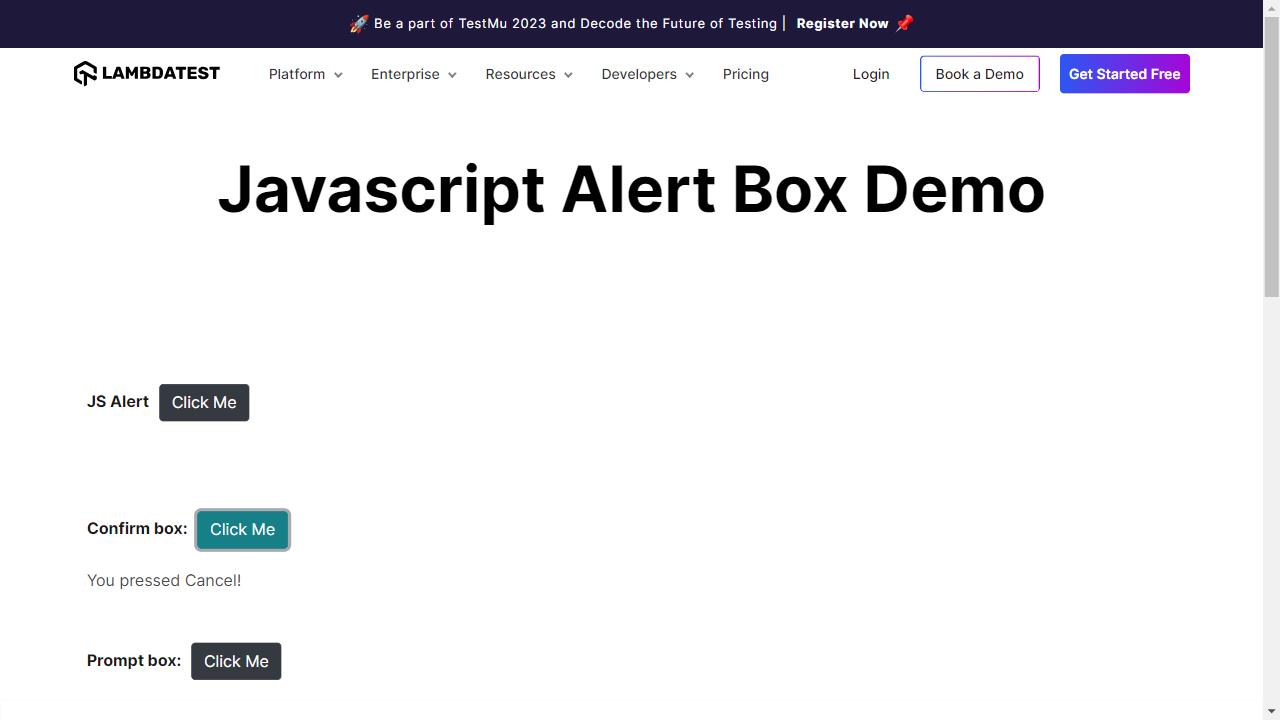 🚀 Be a part of TestMu 2023 and Decode the Future of Testing | Register Now 📌
LAMBDATEST Platform Enterprise Resources Developers Pricing Login Book a Demo Get Started Free
Javascript Alert Box Demo
JS Alert Click Me
Confirm box: Click Me
You pressed Cancel!
Prompt box: Click Me